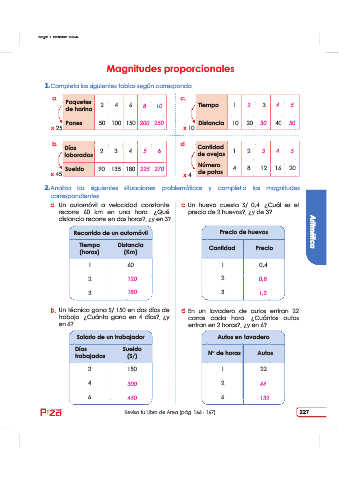 Magnitudes proporcionales
1. Completa las siguientes tablas según corresponda
a.
Paquetes de harina 2 4 6 8 10
Panes 50 100 150 200 250
x 25
c.
Tiempo 1 2 3 4 5
Distancia 10 20 30 40 50
x 10
b.
Días laborados 2 3 4 5 6
Sueldo 90 135 180 225 270
x 45
d.
Cantidad de ovejas 1 2 3 4 5
Número de patas 4 8 12 16 20
x 4
2. Analiza las siguientes situaciones problemáticas y completa las magnitudes
correspondientes
a. Un automóvil a velocidad constante
recorre 60 km en una hora. ¿Qué
distancia recorre en dos horas?, ¿y en 3?
Recorrido de un automóvil
Tiempo (horas) Distancia (Km)
1 60
2 120
3 180
c. Un huevo cuesta S/ 0,4. ¿Cuál es el
precio de 2 huevos?, ¿y de 3?
Precio de huevos
Cantidad Precio
1 0,4
2 0,8
3 1,2
b. Un técnico gana S/ 150 en dos días de
trabajo. ¿Cuánto gana en 4 días?, ¿y
en 6?
Salario de un trabajador
Días trabajados Sueldo (S/)
2 150
4 300
6 450
d. En un lavadero de autos entran 22
carros cada hora. ¿Cuántos autos
entran en 2 horas?, ¿y en 6?
Autos en lavadero
N° de horas Autos
1 22
2 44
6 132
Aritmética
Revisa tu Libro de Área (pág. 166 - 167)
227